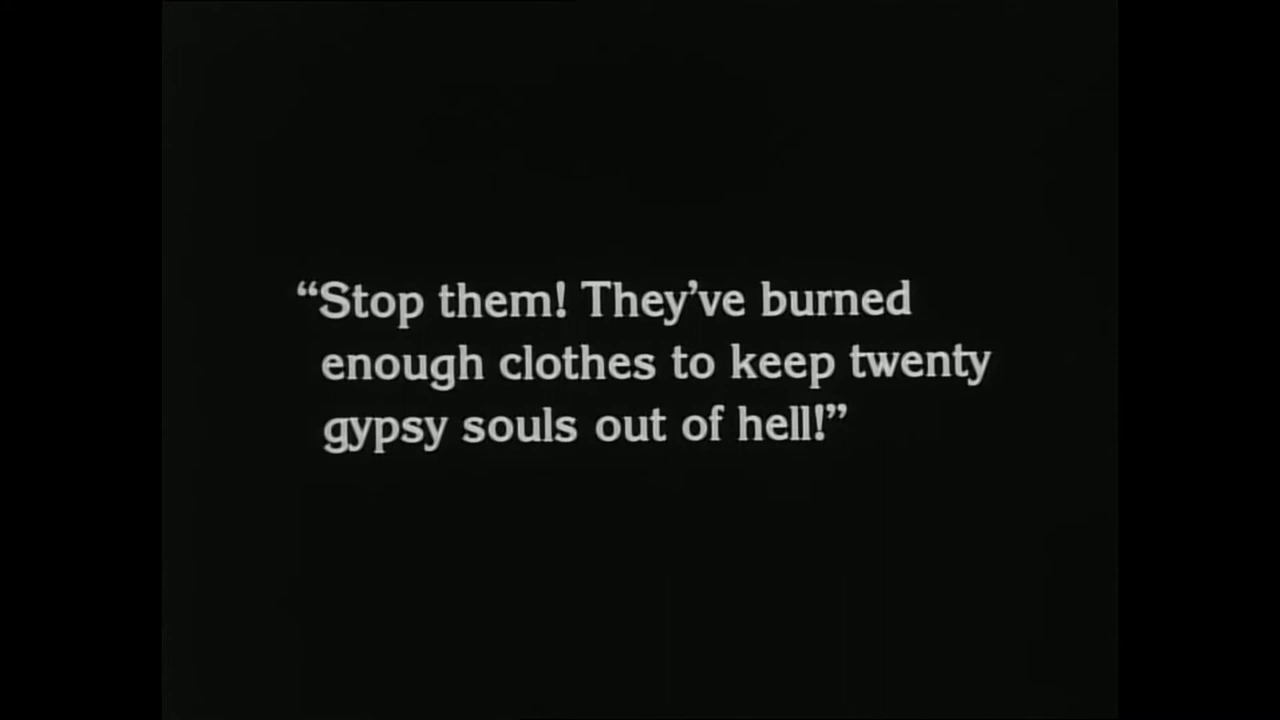 “Stop them! They’ve burned
enough clothes to keep twenty
gypsy souls out of hell!”